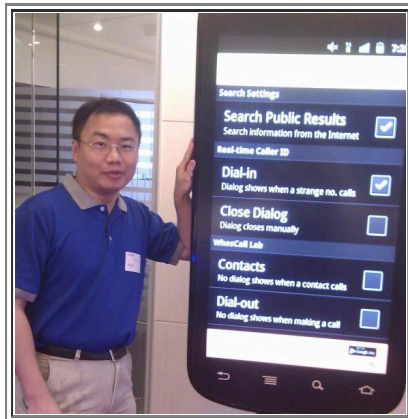 7:2
Search Settings
Search Public Results
Search information from the Internet
Real-time Caller ID
Dial-in
Dialog shows when a strange no. calls
Close Dialog
Dialog closes manually
WhosCall Lab
Contacts
No dialog shows when a contact calls
Dial-out
No dialog shows when making a call